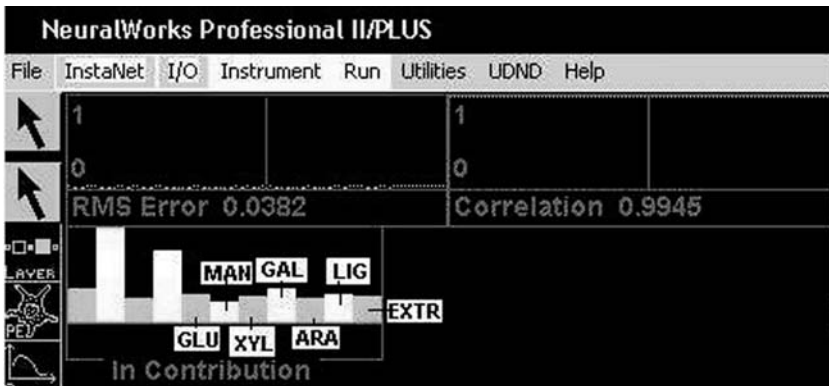 NeuralWorks Professional II/PLUS
File InstaNet I/O Instrument Run Utilities UDND Help
1 1
0 0
RMS Error 0.0382 Correlation 0.9945
LAYER
MAN GAL LIG
EXTR
PE
GLU XYL ARA
In Contribution